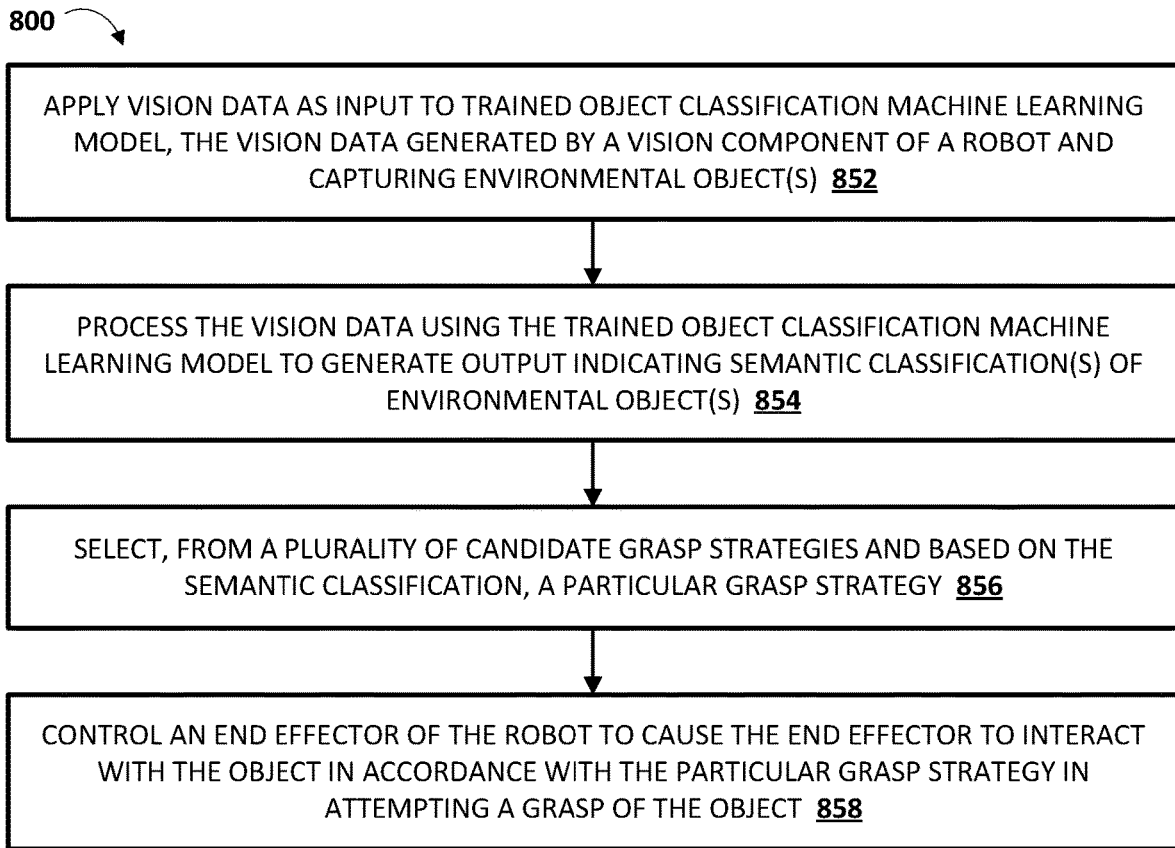 800
APPLY VISION DATA AS INPUT TO TRAINED OBJECT CLASSIFICATION MACHINE LEARNING
MODEL, THE VISION DATA GENERATED BY A VISION COMPONENT OF A ROBOT AND
CAPTURING ENVIRONMENTAL OBJECT(S) 852
PROCESS THE VISION DATA USING THE TRAINED OBJECT CLASSIFICATION MACHINE
LEARNING MODEL TO GENERATE OUTPUT INDICATING SEMANTIC CLASSIFICATION(S) OF
ENVIRONMENTAL OBJECT(S) 854
SELECT, FROM A PLURALITY OF CANDIDATE GRASP STRATEGIES AND BASED ON THE
SEMANTIC CLASSIFICATION, A PARTICULAR GRASP STRATEGY 856
CONTROL AN END EFFECTOR OF THE ROBOT TO CAUSE THE END EFFECTOR TO INTERACT
WITH THE OBJECT IN ACCORDANCE WITH THE PARTICULAR GRASP STRATEGY IN
ATTEMPTING A GRASP OF THE OBJECT 858